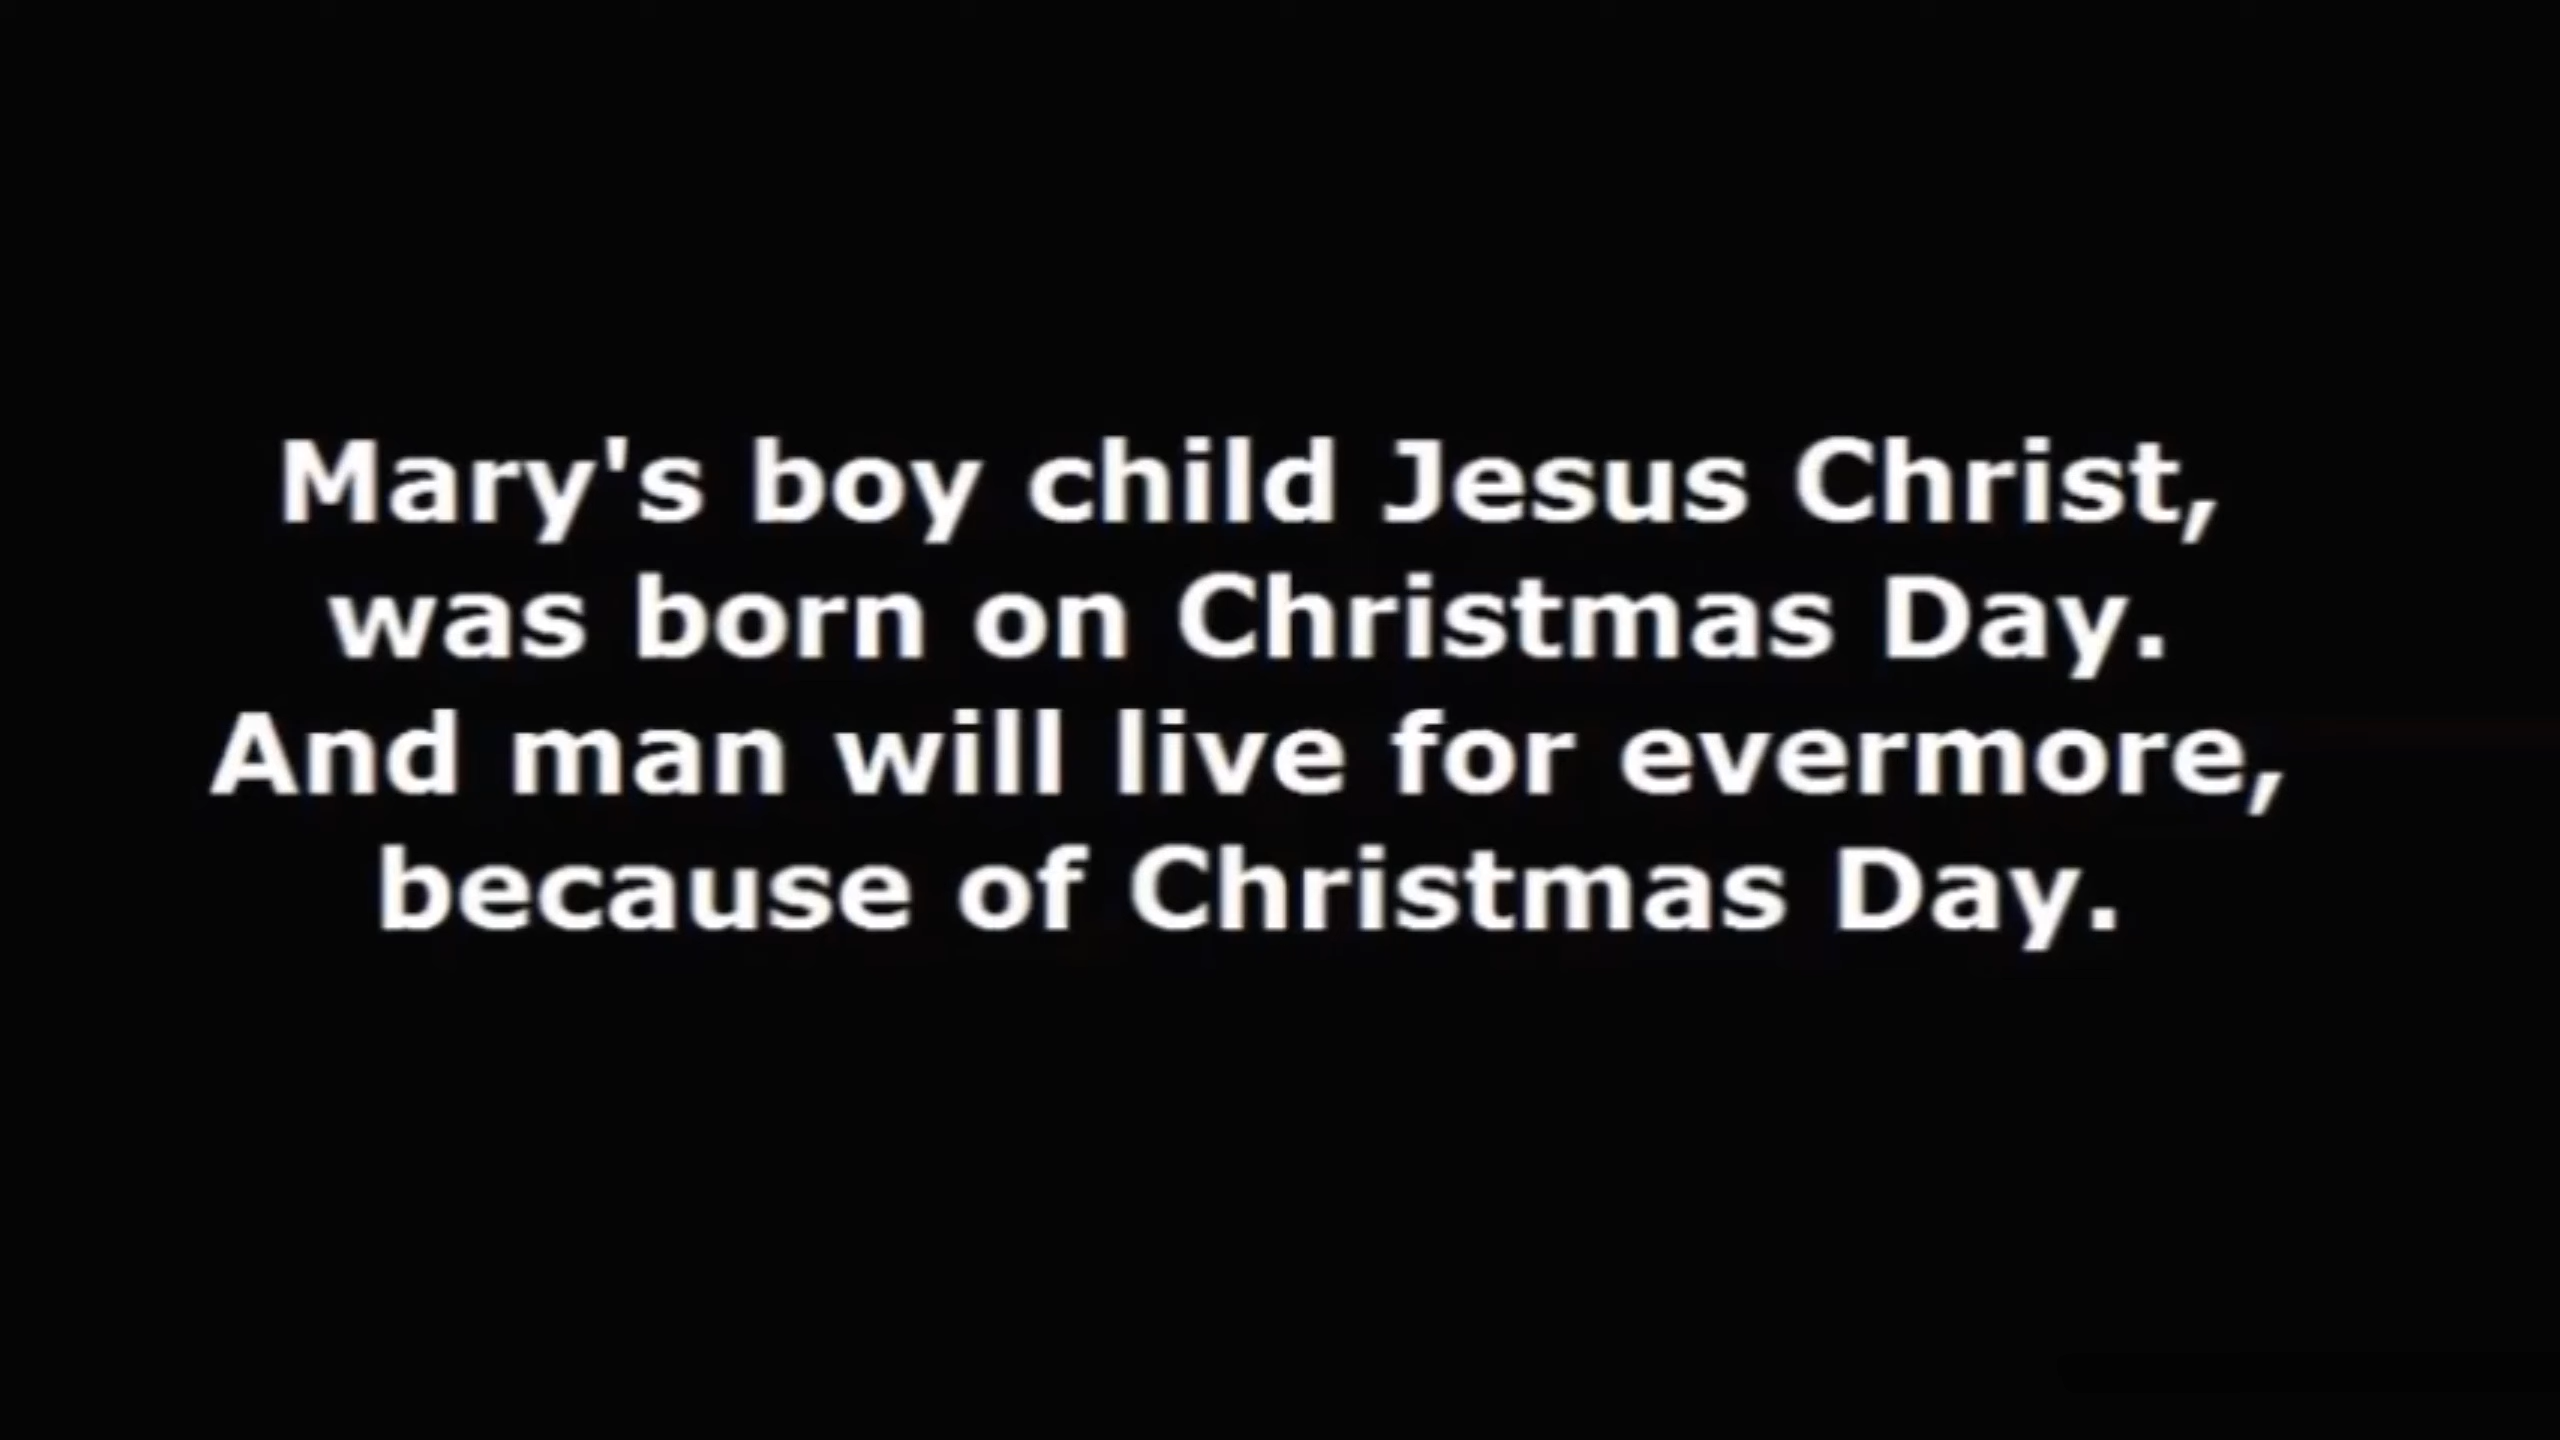 Mary's boy child Jesus Christ,
was born on Christmas Day.
And man will live for evermore,
because of Christmas Day.